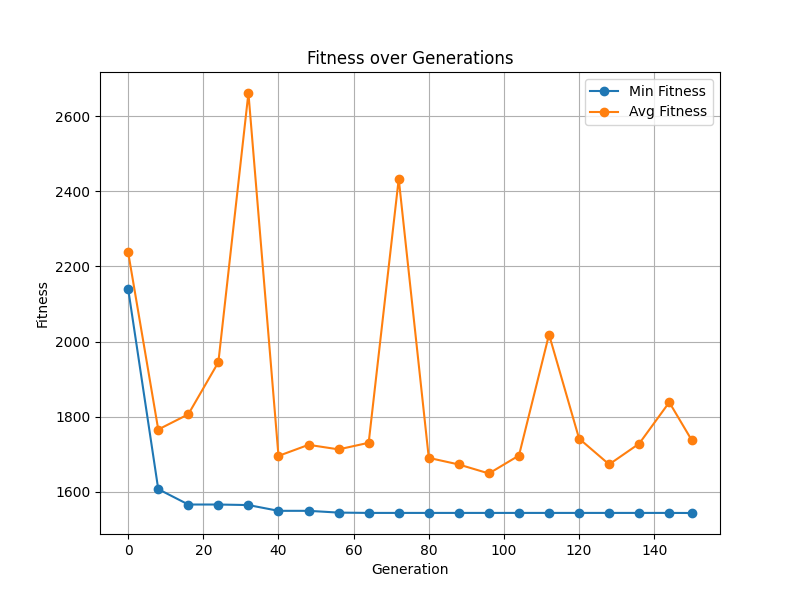 Fitness over Generations
Min Fitness
Avg Fitness
2600
2400
2200
2000
1800
1600
Fitness
0 20 40 60 80 100 120 140
Generation